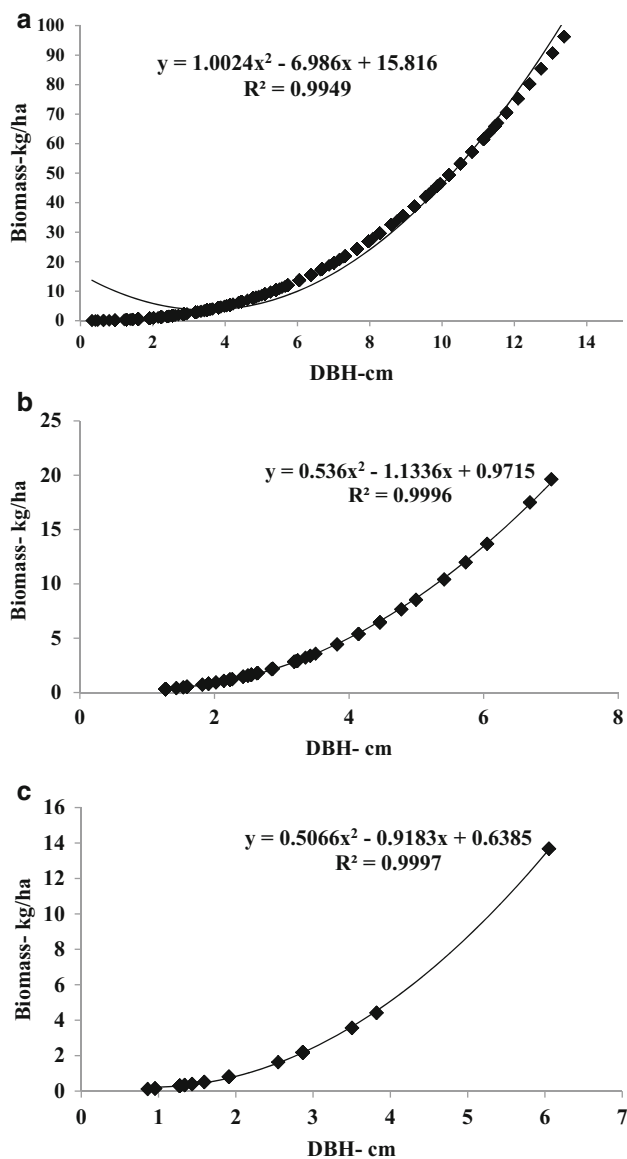 a
y = 1.0024x² - 6.986x + 15.816
R² = 0.9949
100
90
80
70
60
50
40
30
20
10
0
Biomass-kg/ha
0 2 4 6 8 10 12 14
DBH-cm
b
y = 0.536x² - 1.1336x + 0.9715
R² = 0.9996
25
20
15
10
5
0
Biomass- kg/ha
0 2 4 6 8
DBH- cm
c
y = 0.5066x² - 0.9183x + 0.6385
R² = 0.9997
16
14
12
10
8
6
4
2
0
Biomass- kg/ha
0 1 2 3 4 5 6 7
DBH- cm